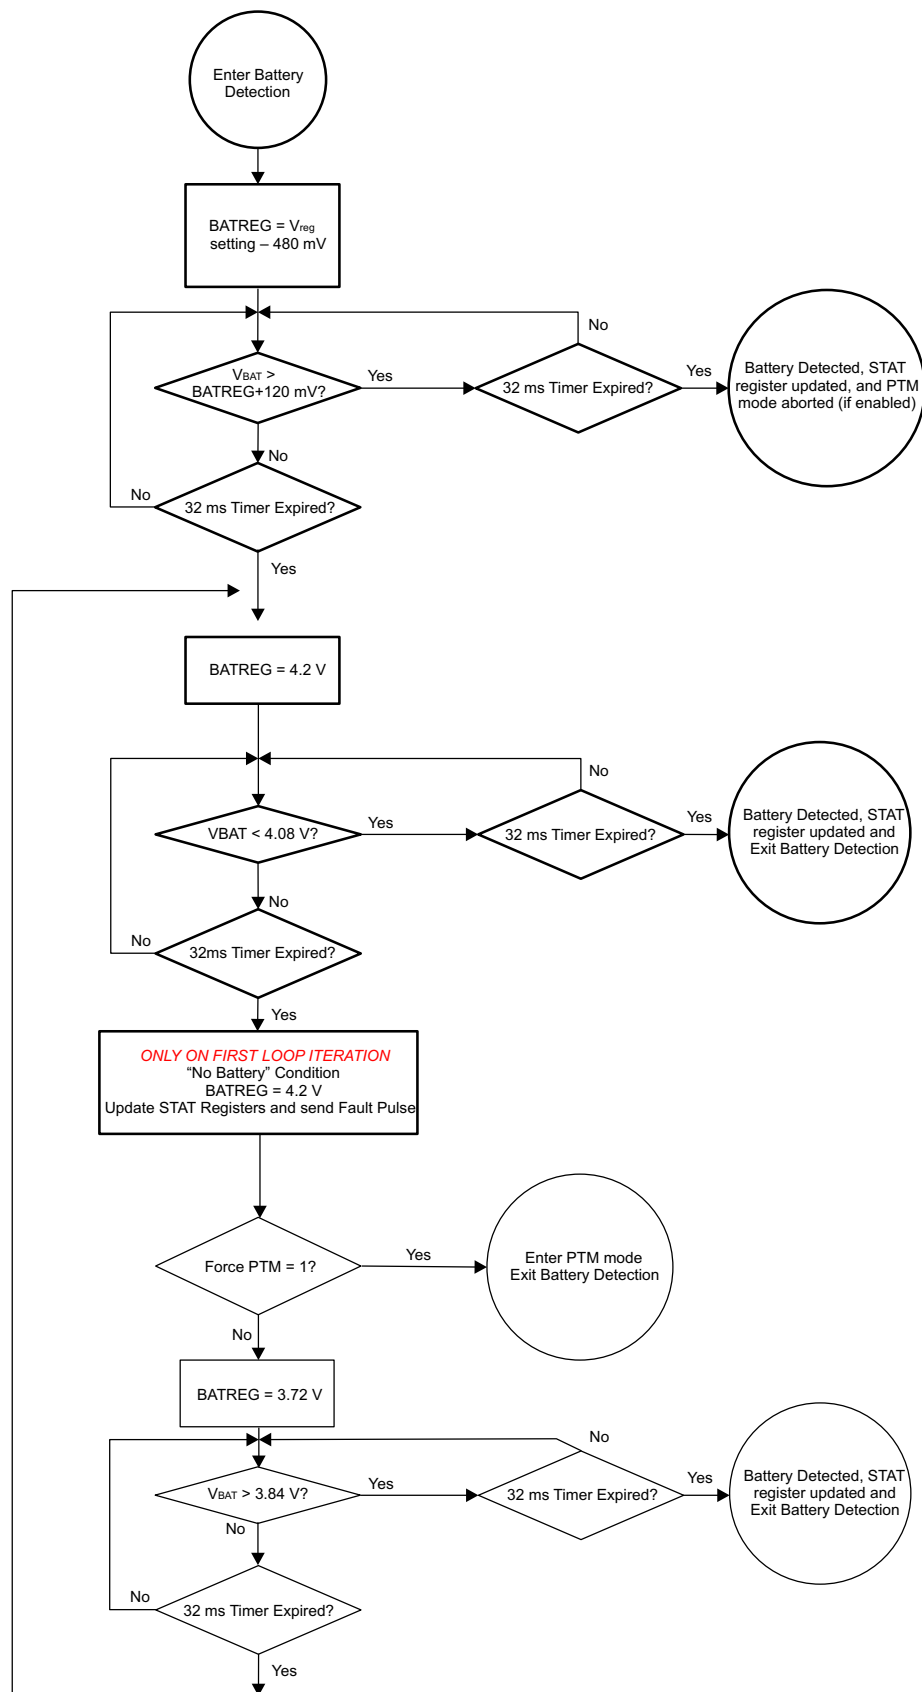 Enter Battery
Detection
BATREG = Vreg
setting – 480 mV
No
VBAT >
BATREG+120 mV?
Yes
32 ms Timer Expired?
Yes
Battery Detected, STAT
register updated, and PTM
mode aborted (if enabled)
No
No
32 ms Timer Expired?
Yes
BATREG = 4.2 V
No
VBAT < 4.08 V?
Yes
32 ms Timer Expired?
Yes
Battery Detected, STAT
register updated and
Exit Battery Detection
No
No
32ms Timer Expired?
Yes
ONLY ON FIRST LOOP ITERATION
“No Battery” Condition
BATREG = 4.2 V
Update STAT Registers and send Fault Pulse
Force PTM = 1?
Yes
Enter PTM mode
Exit Battery Detection
No
BATREG = 3.72 V
No
VBAT > 3.84 V?
Yes
32 ms Timer Expired?
Yes
Battery Detected, STAT
register updated and
Exit Battery Detection
No
No
32 ms Timer Expired?
Yes